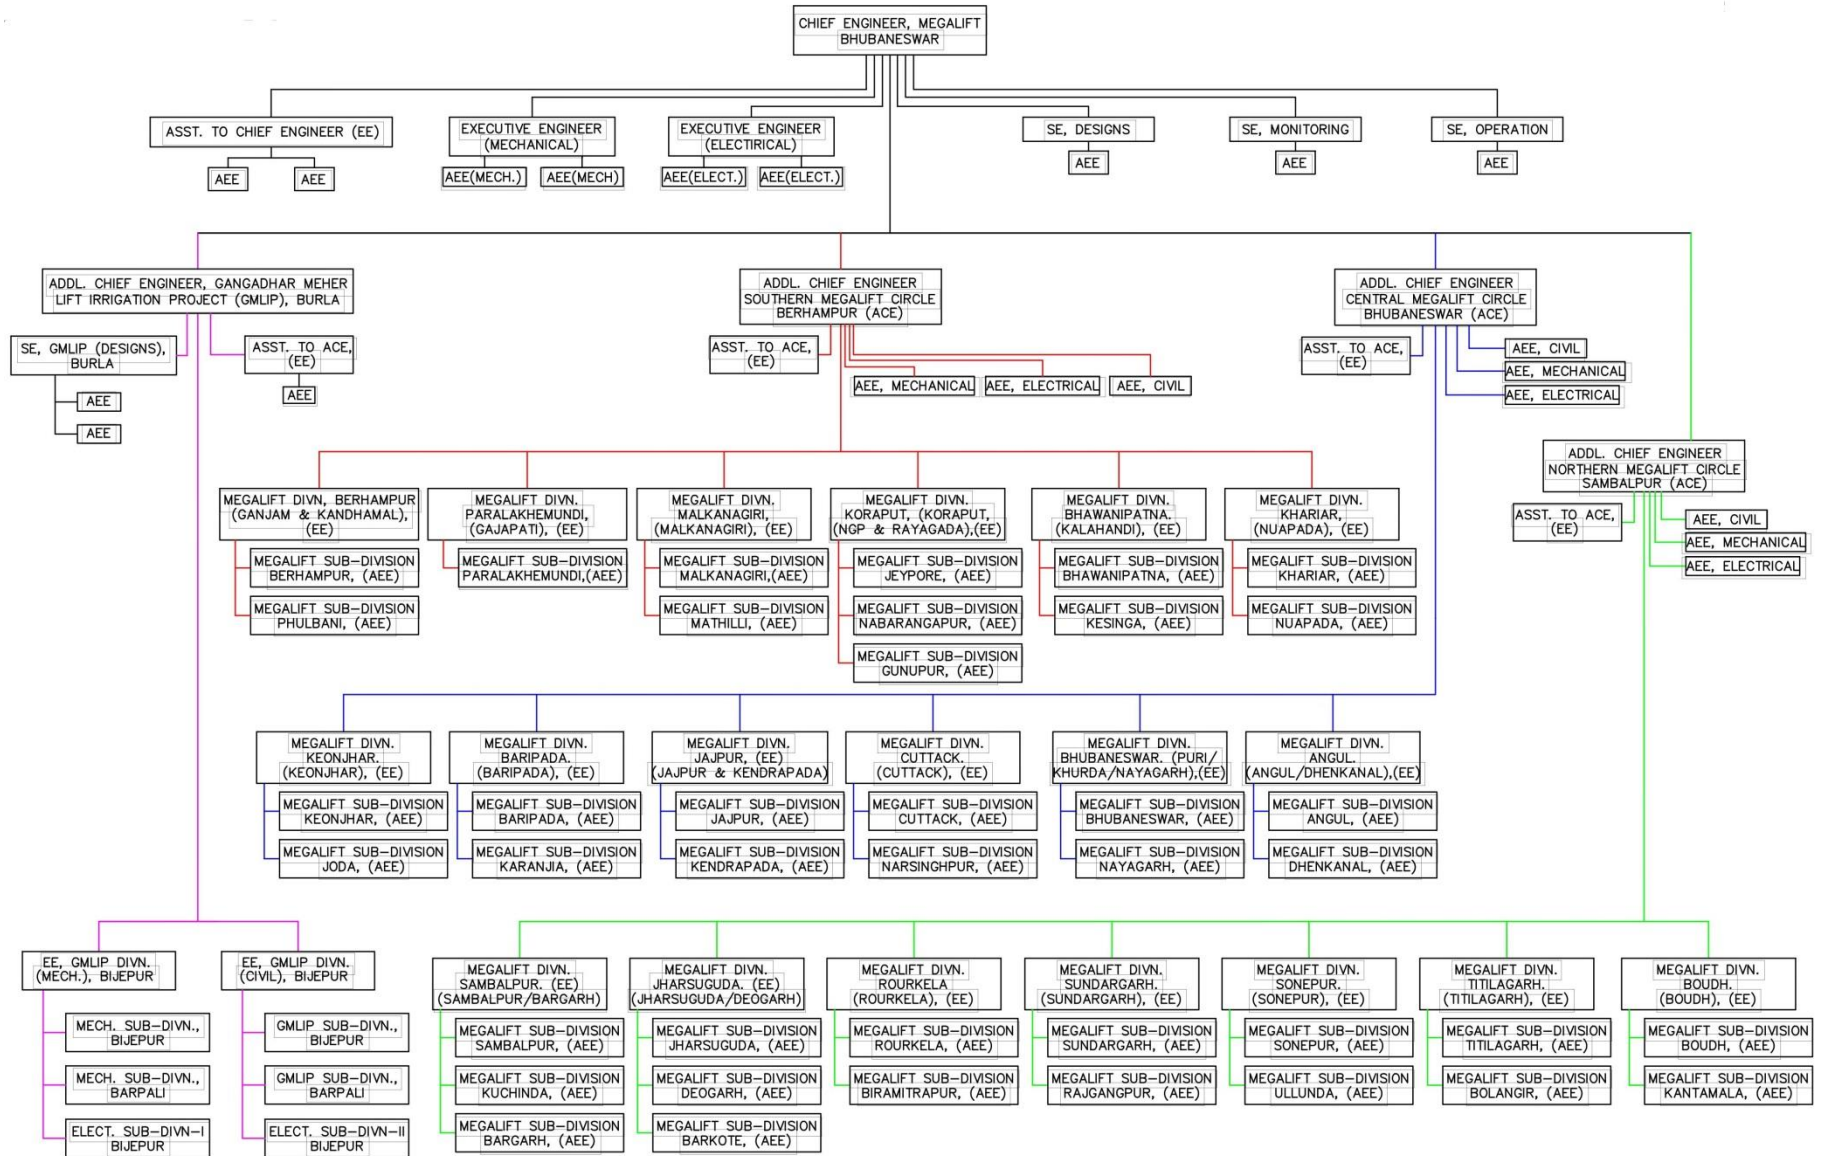 CHIEF ENGINEER, MEGALIFT
BHUBANESWAR
ASST. TO CHIEF ENGINEER (EE)
AEE
AEE
EXECUTIVE ENGINEER
(MECHANICAL)
AEE(MECH.)
AEE(MECH)
EXECUTIVE ENGINEER
(ELECTIRICAL)
AEE(ELECT.)
AEE(ELECT.)
SE, DESIGNS
AEE
SE, MONITORING
AEE
SE, OPERATION
AEE
ADDL. CHIEF ENGINEER, GANGADHAR MEHER
LIFT IRRIGATION PROJECT (GMLIP), BURLA
SE, GMLIP (DESIGNS),
BURLA
AEE
AEE
ASST. TO ACE,
(EE)
AEE
ADDL. CHIEF ENGINEER
SOUTHERN MEGALIFT CIRCLE
BERHAMPUR (ACE)
ASST. TO ACE,
(EE)
AEE, MECHANICAL
AEE, ELECTRICAL
AEE, CIVIL
ADDL. CHIEF ENGINEER
CENTRAL MEGALIFT CIRCLE
BHUBANESWAR (ACE)
ASST. TO ACE,
(EE)
AEE, CIVIL
AEE, MECHANICAL
AEE, ELECTRICAL
ADDL. CHIEF ENGINEER
NORTHERN MEGALIFT CIRCLE
SAMBALPUR (ACE)
ASST. TO ACE,
(EE)
AEE, CIVIL
AEE, MECHANICAL
AEE, ELECTRICAL
MEGALIFT DIVN, BERHAMPUR
(GANJAM & KANDHAMAL),
(EE)
MEGALIFT SUB-DIVISION
BERHAMPUR, (AEE)
MEGALIFT SUB-DIVISION
PHULBANI, (AEE)
MEGALIFT DIVN.
PARALAKHEMUNDI,
(GAJAPATI), (EE)
MEGALIFT SUB-DIVISION
PARALAKHEMUNDI,(AEE)
MEGALIFT DIVN.
MALKANAGIRI,
(MALKANAGIRI), (EE)
MEGALIFT SUB-DIVISION
MALKANAGIRI,(AEE)
MEGALIFT SUB-DIVISION
MATHILLI, (AEE)
MEGALIFT DIVN.
KORAPUT, (KORAPUT,
(NGP & RAYAGADA),(EE)
MEGALIFT SUB-DIVISION
JEYPORE, (AEE)
MEGALIFT SUB-DIVISION
NABARANGAPUR, (AEE)
MEGALIFT SUB-DIVISION
GUNUPUR, (AEE)
MEGALIFT DIVN.
BHAWANIPATNA.
(KALAHANDI), (EE)
MEGALIFT SUB-DIVISION
BHAWANIPATNA, (AEE)
MEGALIFT SUB-DIVISION
KESINGA, (AEE)
MEGALIFT DIVN.
KHARIAR,
(NUAPADA), (EE)
MEGALIFT SUB-DIVISION
KHARIAR, (AEE)
MEGALIFT SUB-DIVISION
NUAPADA, (AEE)
MEGALIFT DIVN.
KEONJHAR.
(KEONJHAR), (EE)
MEGALIFT SUB-DIVISION
KEONJHAR, (AEE)
MEGALIFT SUB-DIVISION
JODA, (AEE)
MEGALIFT DIVN.
BARIPADA.
(BARIPADA), (EE)
MEGALIFT SUB-DIVISION
BARIPADA, (AEE)
MEGALIFT SUB-DIVISION
KARANJIA, (AEE)
MEGALIFT DIVN.
JAJPUR, (EE)
(JAJPUR & KENDRAPADA)
MEGALIFT SUB-DIVISION
JAJPUR, (AEE)
MEGALIFT SUB-DIVISION
KENDRAPADA, (AEE)
MEGALIFT DIVN.
CUTTACK.
(CUTTACK), (EE)
MEGALIFT SUB-DIVISION
CUTTACK, (AEE)
MEGALIFT SUB-DIVISION
NARSINGHPUR, (AEE)
MEGALIFT DIVN.
BHUBANESWAR. (PURI/
KHURDA/NAYAGARH),(EE)
MEGALIFT SUB-DIVISION
BHUBANESWAR, (AEE)
MEGALIFT SUB-DIVISION
NAYAGARH, (AEE)
MEGALIFT DIVN.
ANGUL.
(ANGUL/DHENKANAL),(EE)
MEGALIFT SUB-DIVISION
ANGUL, (AEE)
MEGALIFT SUB-DIVISION
DHENKANAL, (AEE)
EE, GMLIP DIVN.
(MECH.), BIJEPUR
MECH. SUB-DIVN.,
BIJEPUR
MECH. SUB-DIVN.,
BARPALI
ELECT. SUB-DIVN-I
BIJEPUR
EE, GMLIP DIVN.
(CIVIL), BIJEPUR
GMLIP SUB-DIVN.,
BIJEPUR
GMLIP SUB-DIVN.,
BARPALI
ELECT. SUB-DIVN-II
BIJEPUR
MEGALIFT DIVN.
SAMBALPUR. (EE)
(SAMBALPUR/BARGARH)
MEGALIFT SUB-DIVISION
SAMBALPUR, (AEE)
MEGALIFT SUB-DIVISION
KUCHINDA, (AEE)
MEGALIFT SUB-DIVISION
BARGARH, (AEE)
MEGALIFT DIVN.
JHARSUGUDA. (EE)
(JHARSUGUDA/DEOGARH)
MEGALIFT SUB-DIVISION
JHARSUGUDA, (AEE)
MEGALIFT SUB-DIVISION
DEOGARH, (AEE)
MEGALIFT SUB-DIVISION
BARKOTE, (AEE)
MEGALIFT DIVN.
ROURKELA
(ROURKELA), (EE)
MEGALIFT SUB-DIVISION
ROURKELA, (AEE)
MEGALIFT SUB-DIVISION
BIRAMITRAPUR, (AEE)
MEGALIFT DIVN.
SUNDARGARH.
(SUNDARGARH), (EE)
MEGALIFT SUB-DIVISION
SUNDARGARH, (AEE)
MEGALIFT SUB-DIVISION
RAJGANGPUR, (AEE)
MEGALIFT DIVN.
SONEPUR.
(SONEPUR), (EE)
MEGALIFT SUB-DIVISION
SONEPUR, (AEE)
MEGALIFT SUB-DIVISION
ULLUNDA, (AEE)
MEGALIFT DIVN.
TITILAGARH.
(TITILAGARH), (EE)
MEGALIFT SUB-DIVISION
TITILAGARH, (AEE)
MEGALIFT SUB-DIVISION
BOLANGIR, (AEE)
MEGALIFT DIVN.
BOUDH.
(BOUDH), (EE)
MEGALIFT SUB-DIVISION
BOUDH, (AEE)
MEGALIFT SUB-DIVISION
KANTAMALA, (AEE)